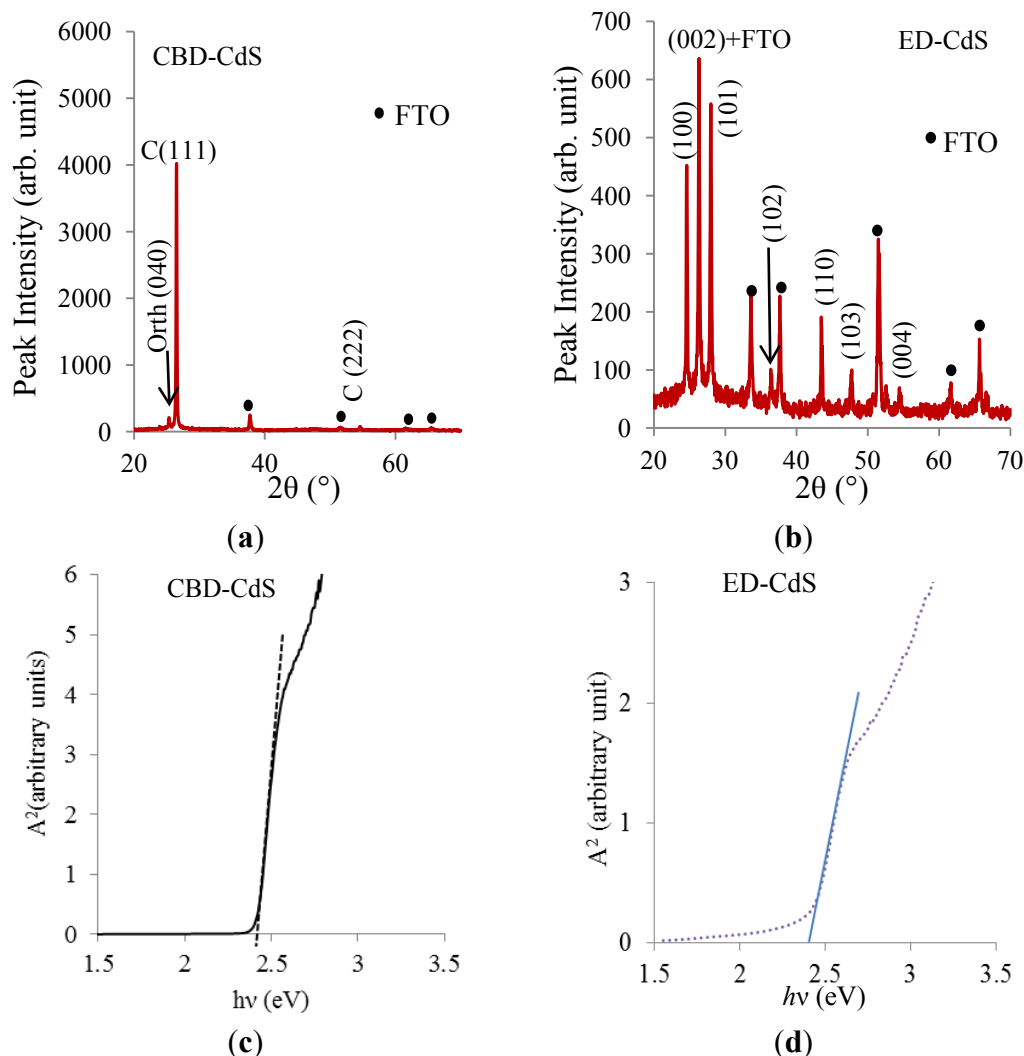 6000
5000
4000
3000
2000
1000
0
20
40
60
Peak Intensity (arb. unit)
2θ (°)
CBD-CdS
● FTO
C(111)
Orth (040)
C (222)
(a)
700
600
500
400
300
200
100
0
20
30
40
50
60
70
Peak Intensity (arb. unit)
2θ (°)
(002)+FTO
ED-CdS
● FTO
(100)
(101)
(102)
(110)
(103)
(004)
(b)
6
5
4
3
2
1
0
1.5
2
2.5
3
3.5
A²(arbitrary units)
hν (eV)
CBD-CdS
(c)
3
2
1
0
1.5
2
2.5
3
3.5
A² (arbitrary unit)
hν (eV)
ED-CdS
(d)